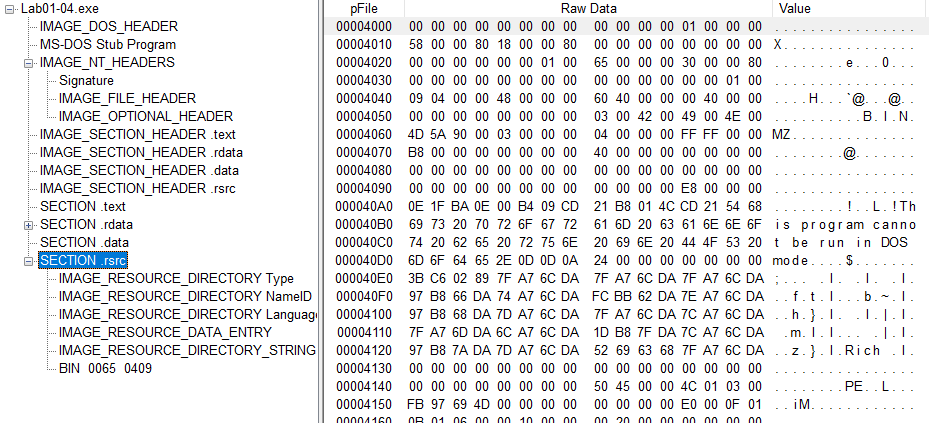 Lab01-04.exe
IMAGE_DOS_HEADER
MS-DOS Stub Program
IMAGE_NT_HEADERS
Signature
IMAGE_FILE_HEADER
IMAGE_OPTIONAL_HEADER
IMAGE_SECTION_HEADER .text
IMAGE_SECTION_HEADER .rdata
IMAGE_SECTION_HEADER .data
IMAGE_SECTION_HEADER .rsrc
SECTION .text
SECTION .rdata
SECTION .data
SECTION .rsrc
IMAGE_RESOURCE_DIRECTORY Type
IMAGE_RESOURCE_DIRECTORY NameID
IMAGE_RESOURCE_DIRECTORY Language
IMAGE_RESOURCE_DATA_ENTRY
IMAGE_RESOURCE_DIRECTORY_STRING
BIN 0065 0409
pFile Raw Data Value
00004000 00 00 00 00 00 00 00 00 00 00 00 00 01 00 00 00 ................
00004010 58 00 00 80 18 00 00 80 00 00 00 00 00 00 00 00 X...............
00004020 00 00 00 00 00 00 01 00 65 00 00 00 30 00 00 80 ........e...0...
00004030 00 00 00 00 00 00 00 00 00 00 00 00 00 00 01 00 ................
00004040 09 04 00 00 48 00 00 00 60 40 00 00 00 40 00 00 ....H...`@...@..
00004050 00 00 00 00 00 00 00 00 03 00 42 00 49 00 4E 00 ..........B.I.N.
00004060 4D 5A 90 00 03 00 00 00 04 00 00 00 FF FF 00 00 MZ..............
00004070 B8 00 00 00 00 00 00 00 40 00 00 00 00 00 00 00 ........@.......
00004080 00 00 00 00 00 00 00 00 00 00 00 00 00 00 00 00 ................
00004090 00 00 00 00 00 00 00 00 00 00 00 00 E8 00 00 00 ................
000040A0 0E 1F BA 0E 00 B4 09 CD 21 B8 01 4C CD 21 54 68 ........!..L.!Th
000040B0 69 73 20 70 72 6F 67 72 61 6D 20 63 61 6E 6E 6F is program canno
000040C0 74 20 62 65 20 72 75 6E 20 69 6E 20 44 4F 53 20 t be run in DOS
000040D0 6D 6F 64 65 2E 0D 0D 0A 24 00 00 00 00 00 00 00 mode....$.......
000040E0 3B C6 02 89 7F A7 6C DA 7F A7 6C DA 7F A7 6C DA ;.....l...l...l.
000040F0 97 B8 66 DA 74 A7 6C DA FC BB 62 DA 7E A7 6C DA ..f.t.l...b.~.l.
00004100 97 B8 68 DA 7D A7 6C DA 7F A7 6C DA 7C A7 6C DA ..h.}.l...l.|.l.
00004110 7F A7 6D DA 6C A7 6C DA 1D B8 7F DA 7C A7 6C DA ..m.l.l.....|.l.
00004120 97 B8 7A DA 7D A7 6C DA 52 69 63 68 7F A7 6C DA ..z.}.l.Rich..l.
00004130 00 00 00 00 00 00 00 00 00 00 00 00 00 00 00 00 ................
00004140 00 00 00 00 00 00 00 00 50 45 00 00 4C 01 03 00 ........PE..L...
00004150 FB 97 69 4D 00 00 00 00 00 00 00 00 E0 00 0F 01 ..iM............